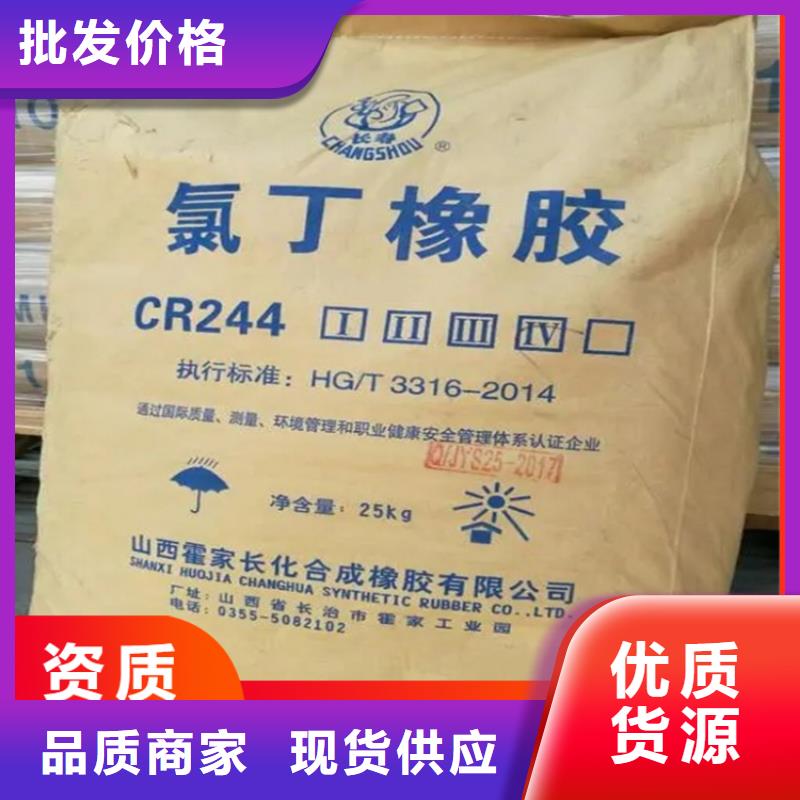 批发价格
长春
CHANGSHOU ®
氯丁橡胶
CR244 I II III IV
执行标准：HG/T 3316-2014
通过国际质量、测量、环境管理和职业健康安全管理体系认证企业
Q/JYS25-2017
净含量：25kg
山西霍家长化合成橡胶有限公司
SHANXI HUOJIA CHANGHUA SYNTHETIC RUBBER CO.,LTD.
厂址：山西省长治市霍家工业园
电话：0355-5082102
资质
优质
货源
品质商家 现货供应